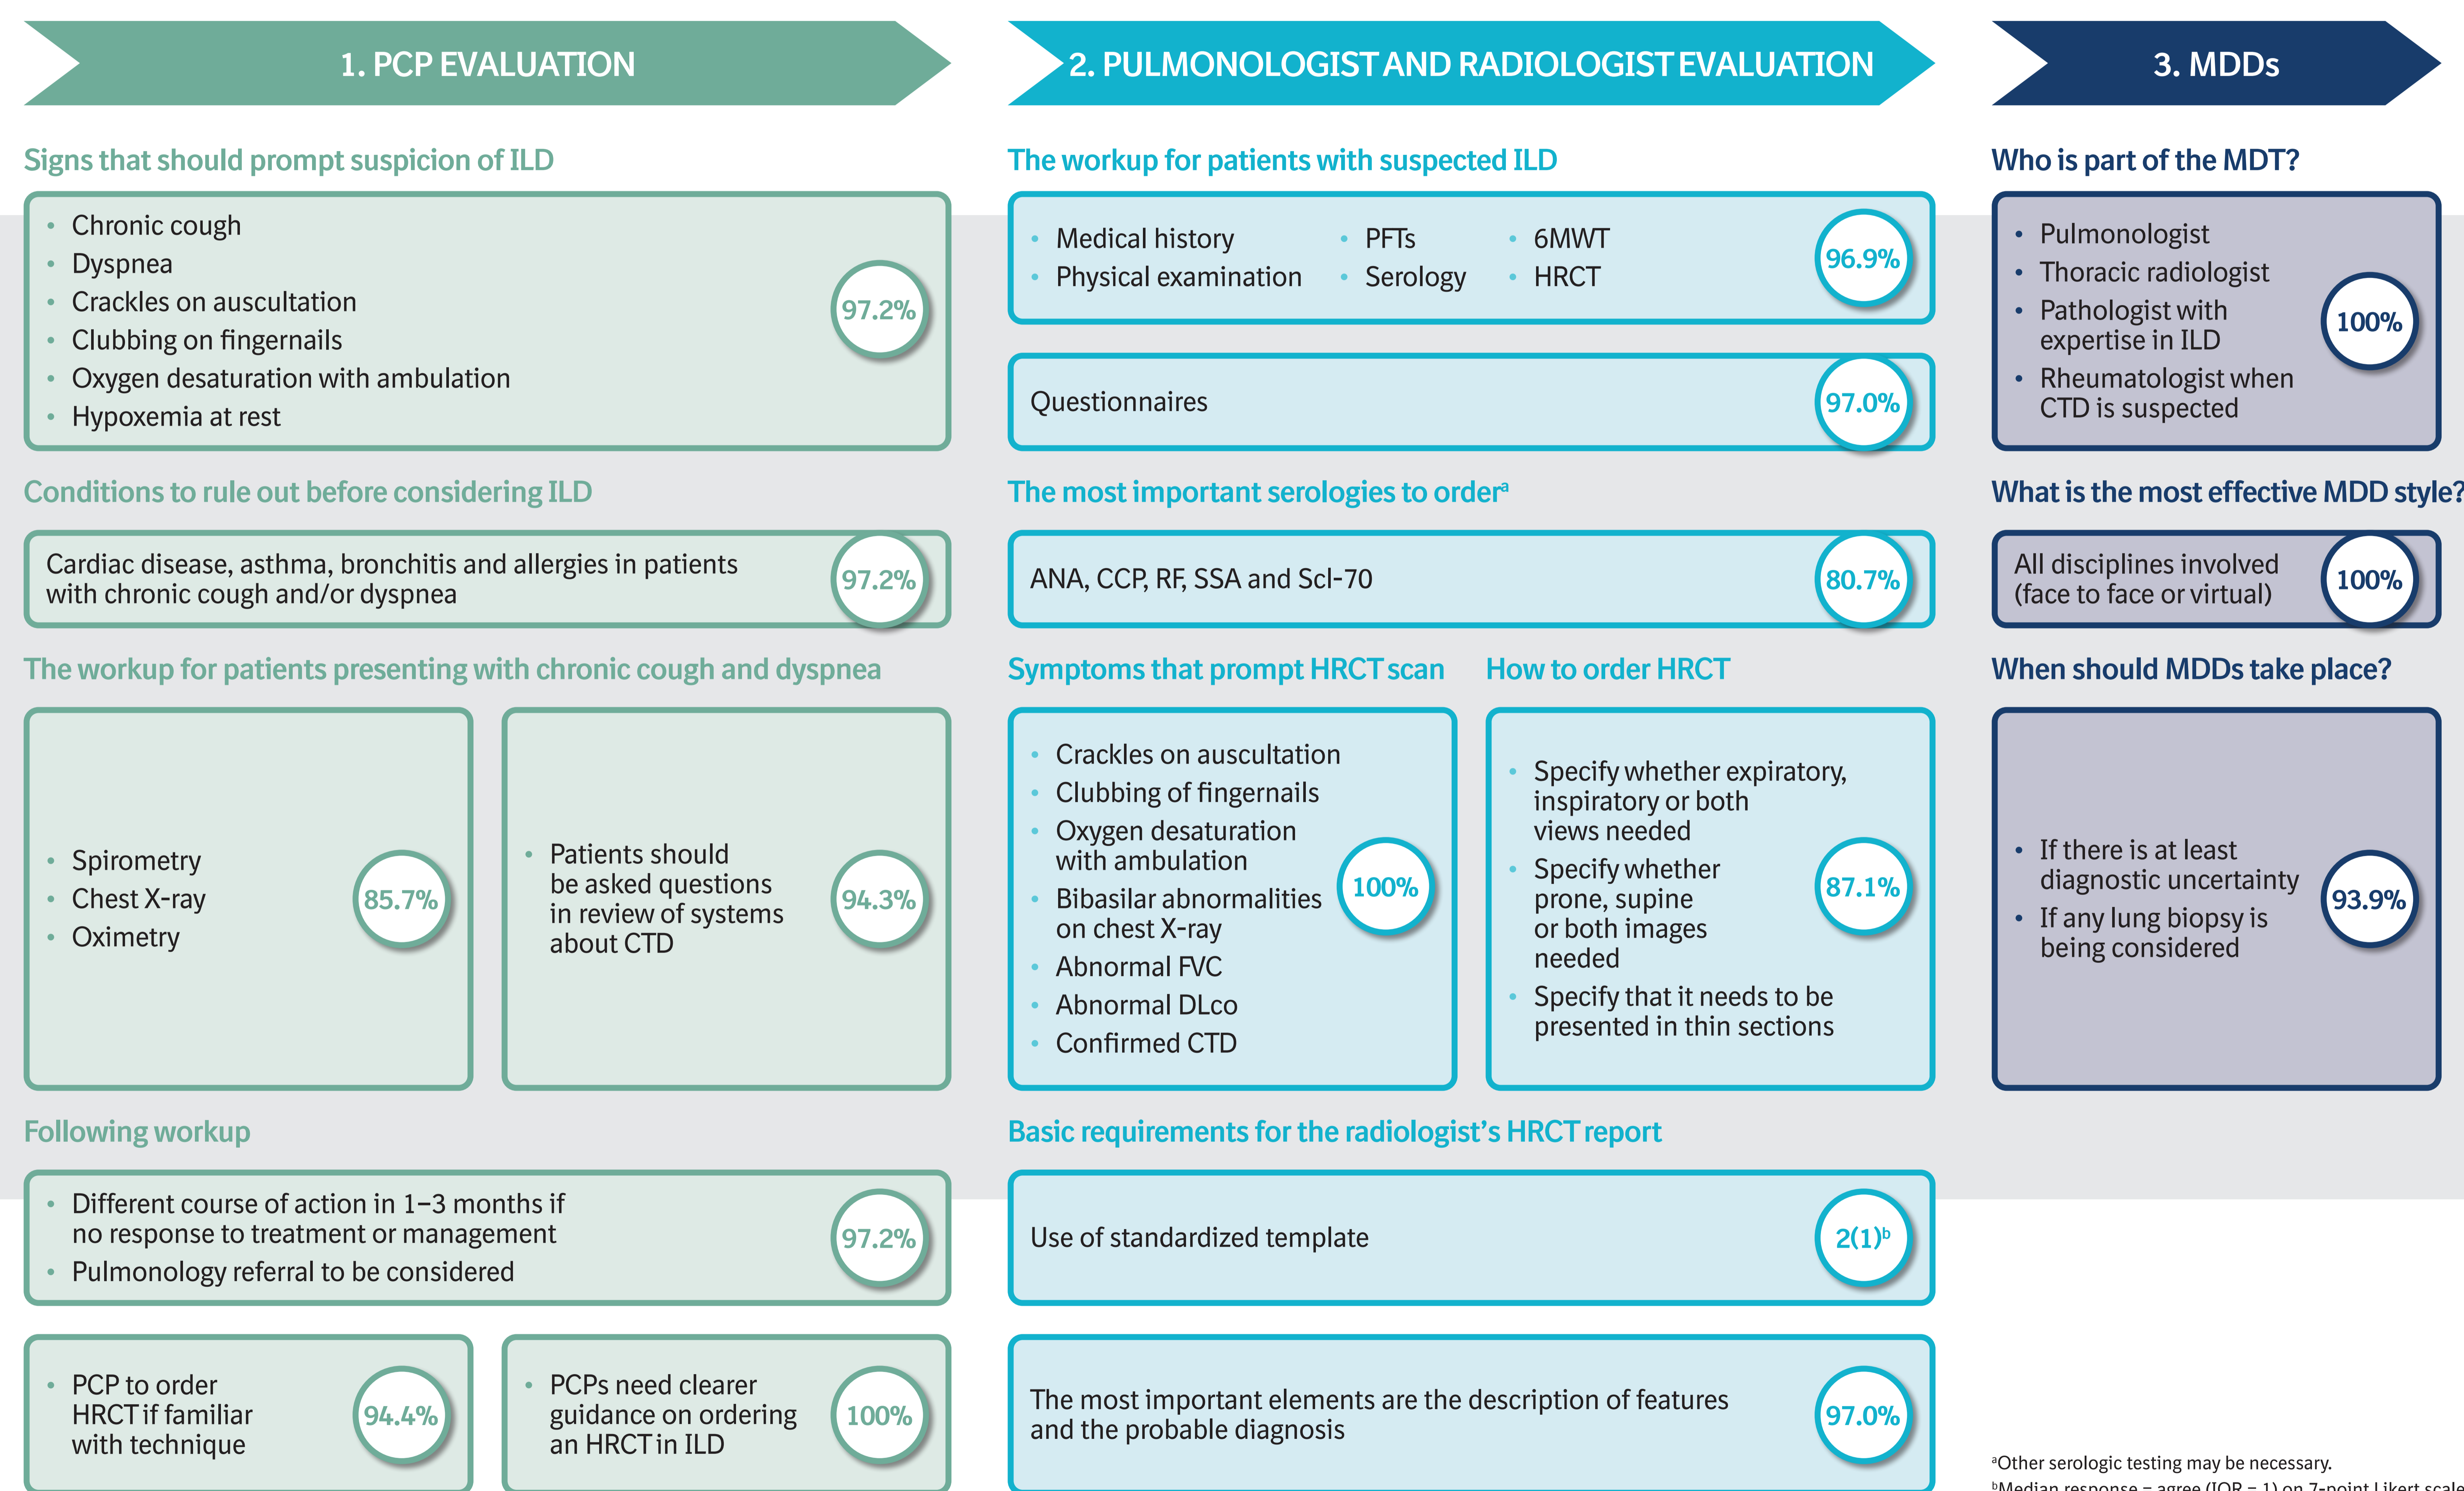 1. PCP EVALUATION
Signs that should prompt suspicion of ILD
• Chronic cough
• Dyspnea
• Crackles on auscultation
• Clubbing on fingernails
• Oxygen desaturation with ambulation
• Hypoxemia at rest
97.2%
Conditions to rule out before considering ILD
Cardiac disease, asthma, bronchitis and allergies in patients
with chronic cough and/or dyspnea
97.2%
The workup for patients presenting with chronic cough and dyspnea
• Spirometry
• Chest X-ray
• Oximetry
85.7%
• Patients should
be asked questions
in review of systems
about CTD
94.3%
Following workup
• Different course of action in 1–3 months if
no response to treatment or management
• Pulmonology referral to be considered
97.2%
• PCP to order
HRCT if familiar
with technique
94.4%
• PCPs need clearer
guidance on ordering
an HRCT in ILD
100%
2. PULMONOLOGIST AND RADIOLOGIST EVALUATION
The workup for patients with suspected ILD
• Medical history
• Physical examination
• PFTs
• Serology
• 6MWT
• HRCT
96.9%
Questionnaires
97.0%
The most important serologies to orderᵃ
ANA, CCP, RF, SSA and Scl-70
80.7%
Symptoms that prompt HRCT scan
• Crackles on auscultation
• Clubbing of fingernails
• Oxygen desaturation
with ambulation
• Bibasilar abnormalities
on chest X-ray
• Abnormal FVC
• Abnormal DLco
• Confirmed CTD
100%
How to order HRCT
• Specify whether expiratory,
inspiratory or both
views needed
• Specify whether
prone, supine
or both images
needed
• Specify that it needs to be
presented in thin sections
87.1%
Basic requirements for the radiologist’s HRCT report
Use of standardized template
2(1)ᵇ
The most important elements are the description of features
and the probable diagnosis
97.0%
3. MDDs
Who is part of the MDT?
• Pulmonologist
• Thoracic radiologist
• Pathologist with
expertise in ILD
• Rheumatologist when
CTD is suspected
100%
What is the most effective MDD style?
All disciplines involved
(face to face or virtual)
100%
When should MDDs take place?
• If there is at least
diagnostic uncertainty
• If any lung biopsy is
being considered
93.9%
ᵃOther serologic testing may be necessary.
ᵇMedian response = agree (IQR = 1) on 7-point Likert scale